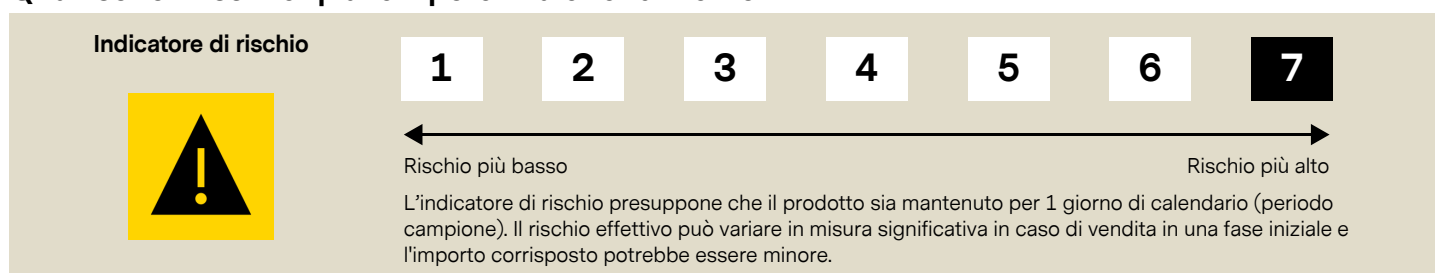 Indicatore di rischio
1 2 3 4 5 6 7
Rischio più basso Rischio più alto
L'indicatore di rischio presuppone che il prodotto sia mantenuto per 1 giorno di calendario (periodo
campione). Il rischio effettivo può variare in misura significativa in caso di vendita in una fase iniziale e
l'importo corrisposto potrebbe essere minore.